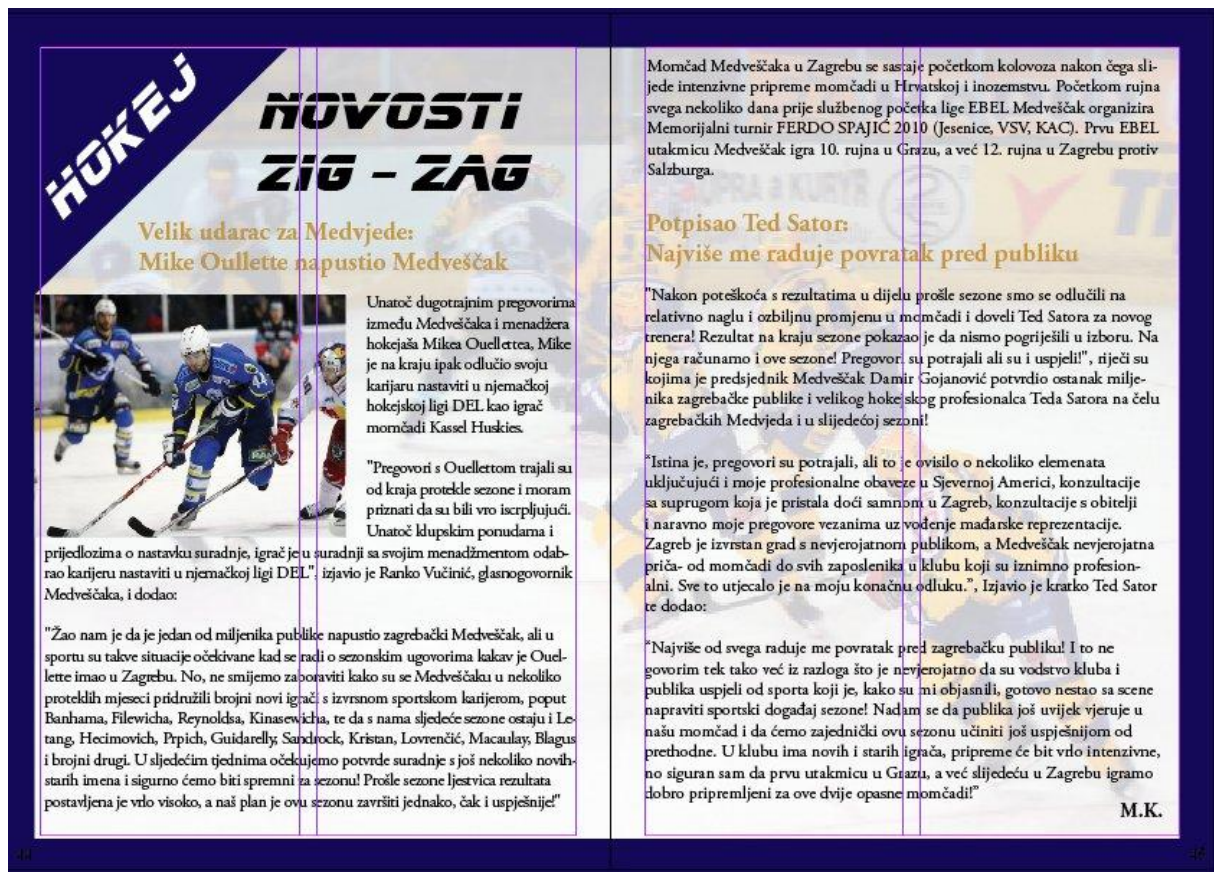 HOKEJ
NOVOSTI
ZIG - ZAG
Velik udarac za Medvjede:
Mike Oullette napustio Medveščak
Unatoč dugotrajnim pregovorima
između Medveščaka i menadžera
hokejaša Mikea Ouellettea, Mike
je na kraju ipak odlučio svoju
karijaru nastaviti u njemačkoj
hokejskoj ligi DEL kao igrač
momčadi Kassel Huskies.
"Pregovori s Ouellettom trajali su
od kraja protekle sezone i moram
priznati da su bili vro iscrpljujući.
Unatoč klupskim ponudama i
prijedlozima o nastavku suradnje, igrač je u suradnji sa svojim menadžmentom odab-
rao karijeru nastaviti u njemačkoj ligi DEL", izjavio je Ranko Vučinić, glasnogovornik
Medveščaka, i dodao:
"Žao nam je da je jedan od miljenika publike napustio zagrebački Medveščak, ali u
sportu su takve situacije očekivane kad se radi o sezonskim ugovorima kakav je Ouel-
lette imao u Zagrebu. No, ne smijemo zaboraviti kako su se Medveščaku u nekoliko
proteklih mjeseci pridružili brojni novi igrači s izvrsnom sportskom karijerom, poput
Banhama, Filewicha, Reynoldsa, Kinasewicha, te da s nama sljedeće sezone ostaju i Le-
tang, Hecimovich, Prpich, Guidarelly, Sandrock, Kristan, Lovrenčić, Macaulay, Blagus
i brojni drugi. U sljedećim tjednima očekujemo potvrde suradnje s još nekoliko novih-
starih imena i sigurno ćemo biti spremni za sezonu! Prošle sezone ljestvica rezultata
postavljena je vrlo visoko, a naš plan je ovu sezonu završiti jednako, čak i uspješnije!"
44
Momčad Medveščaka u Zagrebu se sastaje početkom kolovoza nakon čega sli-
jede intenzivne pripreme momčadi u Hrvatskoj i inozemstvu. Početkom rujna
svega nekoliko dana prije službenog početka lige EBEL Medveščak organizira
Memorijalni turnir FERDO SPAJIĆ 2010 (Jesenice, VSV, KAC). Prvu EBEL
utakmicu Medveščak igra 10. rujna u Grazu, a već 12. rujna u Zagrebu protiv
Salzburga.
Potpisao Ted Sator:
Najviše me raduje povratak pred publiku
"Nakon poteškoća s rezultatima u dijelu prošle sezone smo se odlučili na
relativno naglu i ozbiljnu promjenu u momčadi i doveli Ted Satora za novog
trenera! Rezultat na kraju sezone pokazao je da nismo pogriješili u izboru. Na
njega računamo i ove sezone! Pregovori su potrajali ali su i uspjeli!", riječi su
kojima je predsjednik Medveščak Damir Gojanović potvrdio ostanak milje-
nika zagrebačke publike i velikog hokejskog profesionalca Teda Satora na čelu
zagrebačkih Medvjeda i u slijedećoj sezoni!
"Istina je, pregovori su potrajali, ali to je ovisilo o nekoliko elemenata
uključujući i moje profesionalne obaveze u Sjevernoj Americi, konzultacije
sa suprugom koja je pristala doći samnom u Zagreb, konzultacije s obitelji
i naravno moje pregovore vezanima uz vođenje mađarske reprezentacije.
Zagreb je izvrstan grad s nevjerojatnom publikom, a Medveščak nevjerojatna
priča- od momčadi do svih zaposlenika u klubu koji su iznimno profesion-
alni. Sve to utjecalo je na moju konačnu odluku.”, Izjavio je kratko Ted Sator
te dodao:
“Najviše od svega raduje me povratak pred zagrebačku publiku! I to ne
govorim tek tako već iz razloga što je nevjerojatno da su vodstvo kluba i
publika uspjeli od sporta koji je, kako su mi objasnili, gotovo nestao sa scene
napraviti sportski događaj sezone! Nadam se da publika još uvijek vjeruje u
našu momčad i da ćemo zajednički ovu sezonu učiniti još uspješnijom od
prethodne. U klubu ima novih i starih igrača, pripreme će bit vrlo intenzivne,
no siguran sam da prvu utakmicu u Grazu, a već slijedeću u Zagrebu igramo
dobro pripremljeni za ove dvije opasne momčadi!”
M.K.